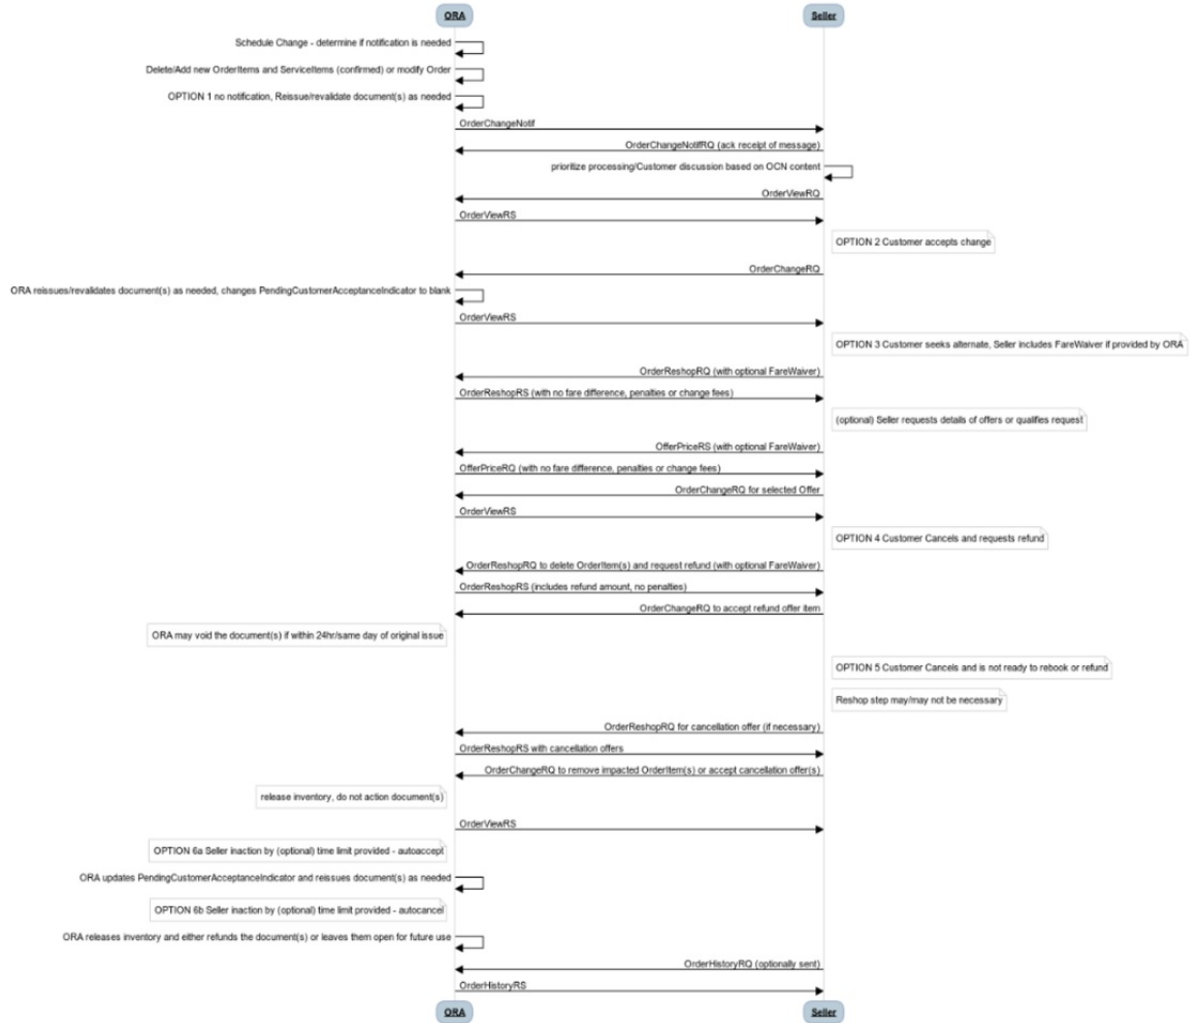 ORA
Seller
Schedule Change - determine if notification is needed
Delete/Add new OrderItems and ServiceItems (confirmed) or modify Order
OPTION 1 no notification, Reissue/revalidate document(s) as needed
OrderChangeNotif
OrderChangeNotifRQ (ack receipt of message)
prioritize processing/Customer discussion based on OCN content
OrderViewRQ
OrderViewRS
OPTION 2 Customer accepts change
OrderChangeRQ
ORA reissues/revalidates document(s) as needed, changes PendingCustomerAcceptanceIndicator to blank
OrderViewRS
OPTION 3 Customer seeks alternate, Seller includes FareWaiver if provided by ORA
OrderReshopRQ (with optional FareWaiver)
OrderReshopRS (with no fare difference, penalties or change fees)
(optional) Seller requests details of offers or qualifies request
OfferPriceRS (with optional FareWaiver)
OfferPriceRQ (with no fare difference, penalties or change fees)
OrderChangeRQ for selected Offer
OrderViewRS
OPTION 4 Customer Cancels and requests refund
OrderReshopRQ to delete OrderItem(s) and request refund (with optional FareWaiver)
OrderReshopRS (includes refund amount, no penalties)
OrderChangeRQ to accept refund offer item
ORA may void the document(s) if within 24hr/same day of original issue
OPTION 5 Customer Cancels and is not ready to rebook or refund
Reshop step may/may not be necessary
OrderReshopRQ for cancellation offer (if necessary)
OrderReshopRS with cancellation offers
OrderChangeRQ to remove impacted OrderItem(s) or accept cancellation offer(s)
release inventory, do not action document(s)
OrderViewRS
OPTION 6a Seller inaction by (optional) time limit provided - autoaccept
ORA updates PendingCustomerAcceptanceIndicator and reissues document(s) as needed
OPTION 6b Seller inaction by (optional) time limit provided - autocancel
ORA releases inventory and either refunds the document(s) or leaves them open for future use
OrderHistoryRQ (optionally sent)
OrderHistoryRS
ORA
Seller